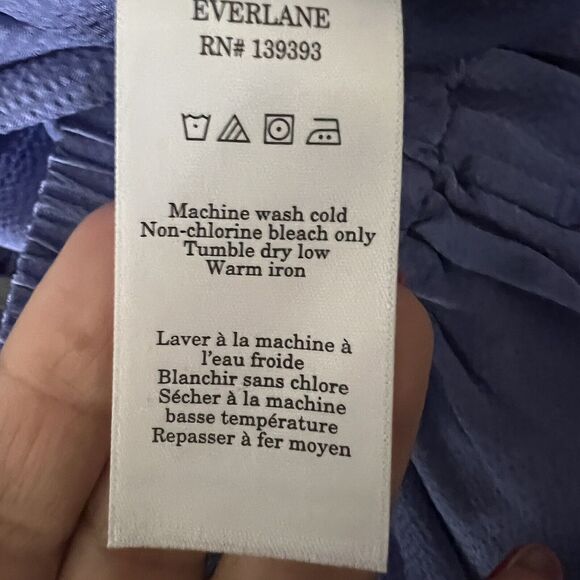 EVERLANE
RN# 139393
Machine wash cold
Non-chlorine bleach only
Tumble dry low
Warm iron
Laver à la machine à
l'eau froide
Blanchir sans chlore
Sécher à la machine
basse température
Repasser à fer moyen